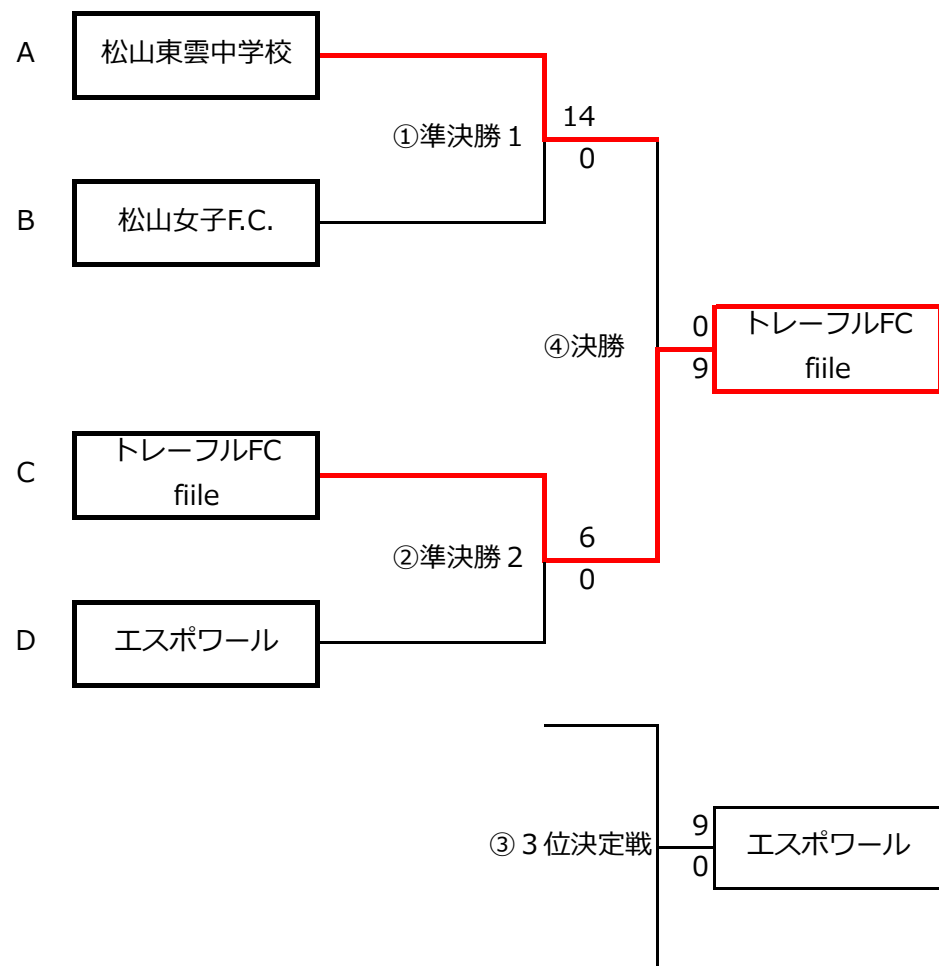 A
松山東雲中学校
①準決勝１
14
0
B
松山女子F.C.
④決勝
0
9
トレーフルFC
fiile
C
トレーフルFC
fiile
②準決勝２
6
0
D
エスポワール
③３位決定戦
9
0
エスポワール